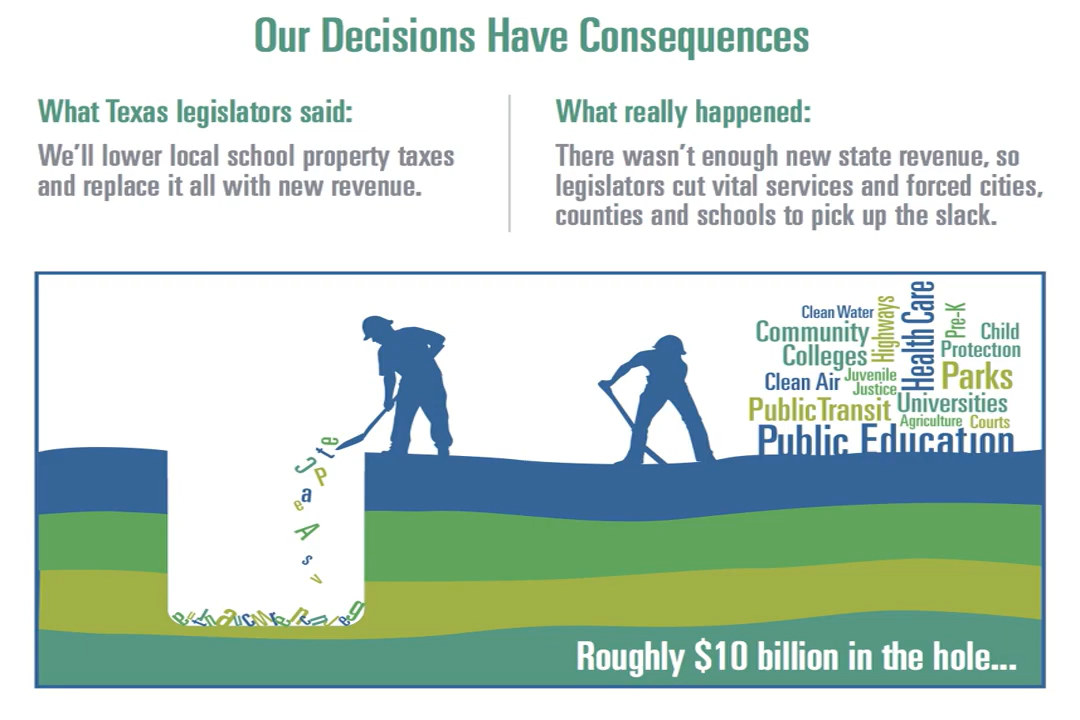 Our Decisions Have Consequences
What Texas legislators said:
We'll lower local school property taxes
and replace it all with new revenue.
What really happened:
There wasn't enough new state revenue, so
legislators cut vital services and forced cities,
counties and schools to pick up the slack.
Clean Water
Highways
Health Care
Pre-K
Community
Colleges
Child
Protection
Clean Air
Juvenile
Justice
Parks
Public Transit
Universities
Agriculture
Courts
Public Education
Roughly $10 billion in the hole...